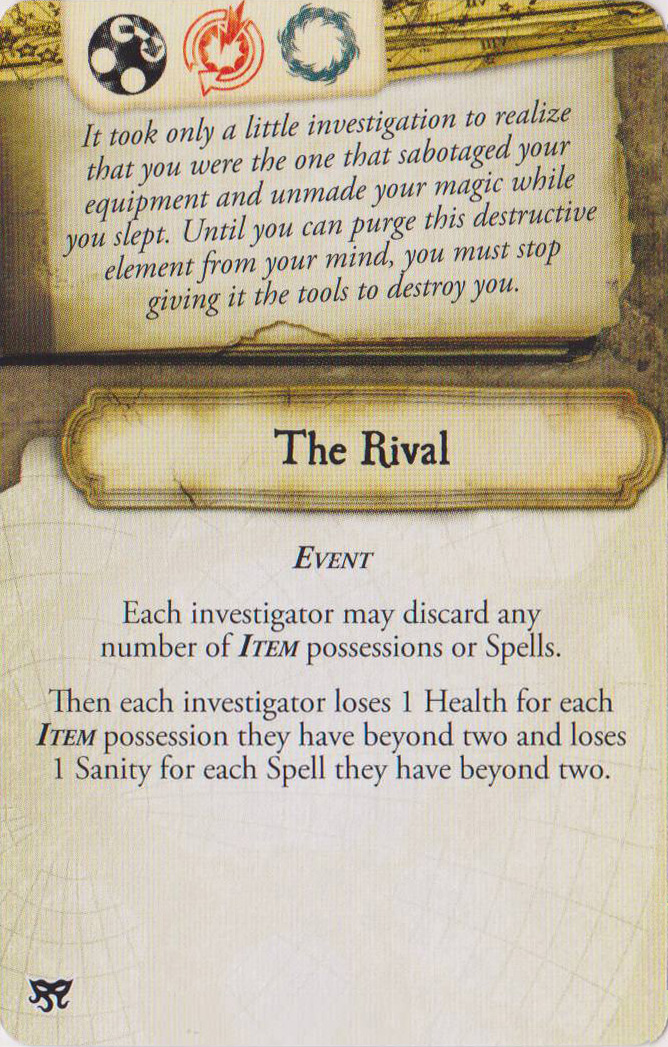 It took only a little investigation to realize
that you were the one that sabotaged your
equipment and unmade your magic while
you slept. Until you can purge this destructive
element from your mind, you must stop
giving it the tools to destroy you.
The Rival
EVENT
Each investigator may discard any
number of ITEM possessions or Spells.
Then each investigator loses 1 Health for each
ITEM possession they have beyond two and loses
1 Sanity for each Spell they have beyond two.